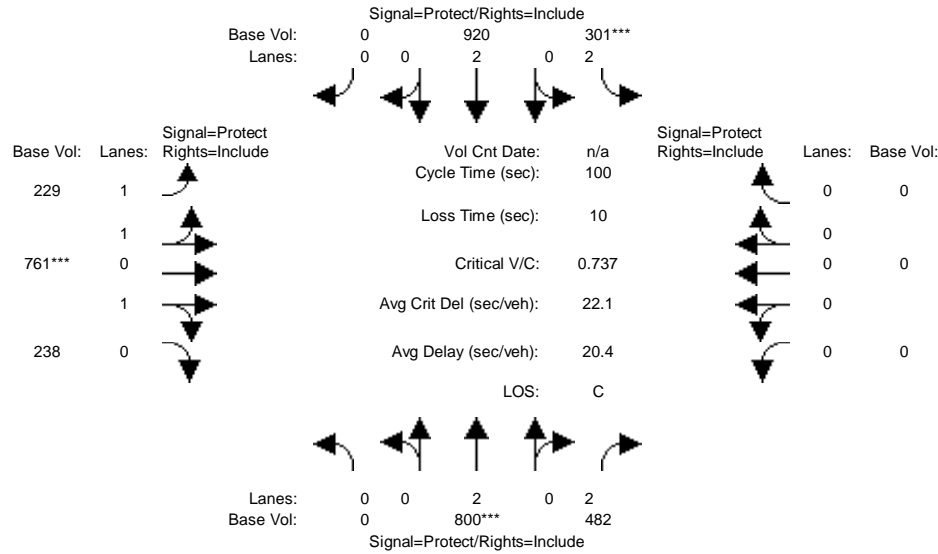 Signal=Protect/Rights=Include
Base Vol: 0 920 301***
Lanes: 0 0 2 0 2
Signal=Protect
Base Vol: Lanes: Rights=Include
229 1
1
761*** 0
1
238 0
Vol Cnt Date: n/a
Cycle Time (sec): 100
Loss Time (sec): 10
Critical V/C: 0.737
Avg Crit Del (sec/veh): 22.1
Avg Delay (sec/veh): 20.4
LOS: C
Signal=Protect
Rights=Include Lanes: Base Vol:
0 0
0
0 0
0
0 0
Lanes: 0 0 2 0 2
Base Vol: 0 800*** 482
Signal=Protect/Rights=Include